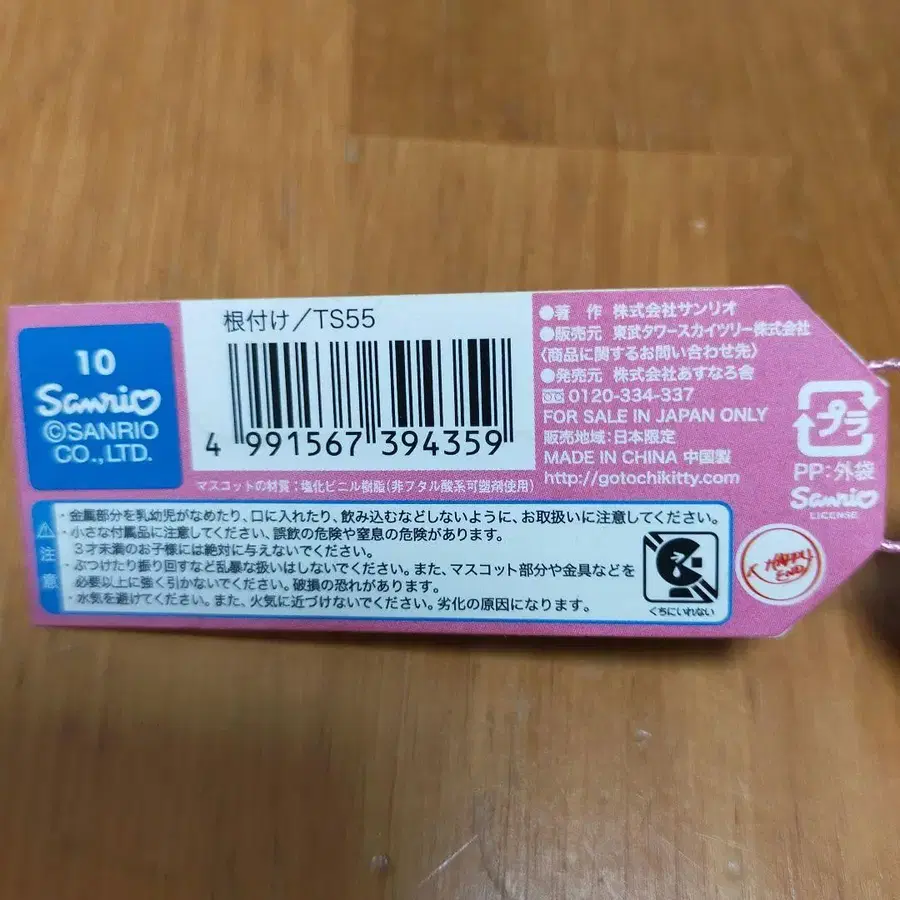 10
Sanrio
©SANRIO
CO., LTD.
根付け／TS55
4 991567 394359
マスコットの材質：塩化ビニル樹脂(非フタル酸系可塑剤使用)
●著　作　株式会社サンリオ
●販売元　東武タワースカイツリー株式会社
〈商品に関するお問い合わせ先〉
●発売元　株式会社あすなろ舎
0120-334-337
FOR SALE IN JAPAN ONLY
販売地域：日本限定
MADE IN CHINA 中国製
http://gotochikitty.com
プラ
PP：外袋
Sanrio
LICENSE
注意
・金属部分を乳幼児がなめたり、口に入れたり、飲み込むなどしないように、お取扱いに注意してください。
・小さな付属品に注意してください、誤飲の危険や窒息の危険があります。
３才未満のお子様には絶対に与えないでください。
・ぶつけたり振り回すなど乱暴な扱いはしないでください。また、マスコット部分や金具などを
必要以上に強く引かないでください。破損の恐れがあります。
・水気を避けてください。また、火気に近づけないでください。劣化の原因になります。
くちにいれない
HAPPY
END